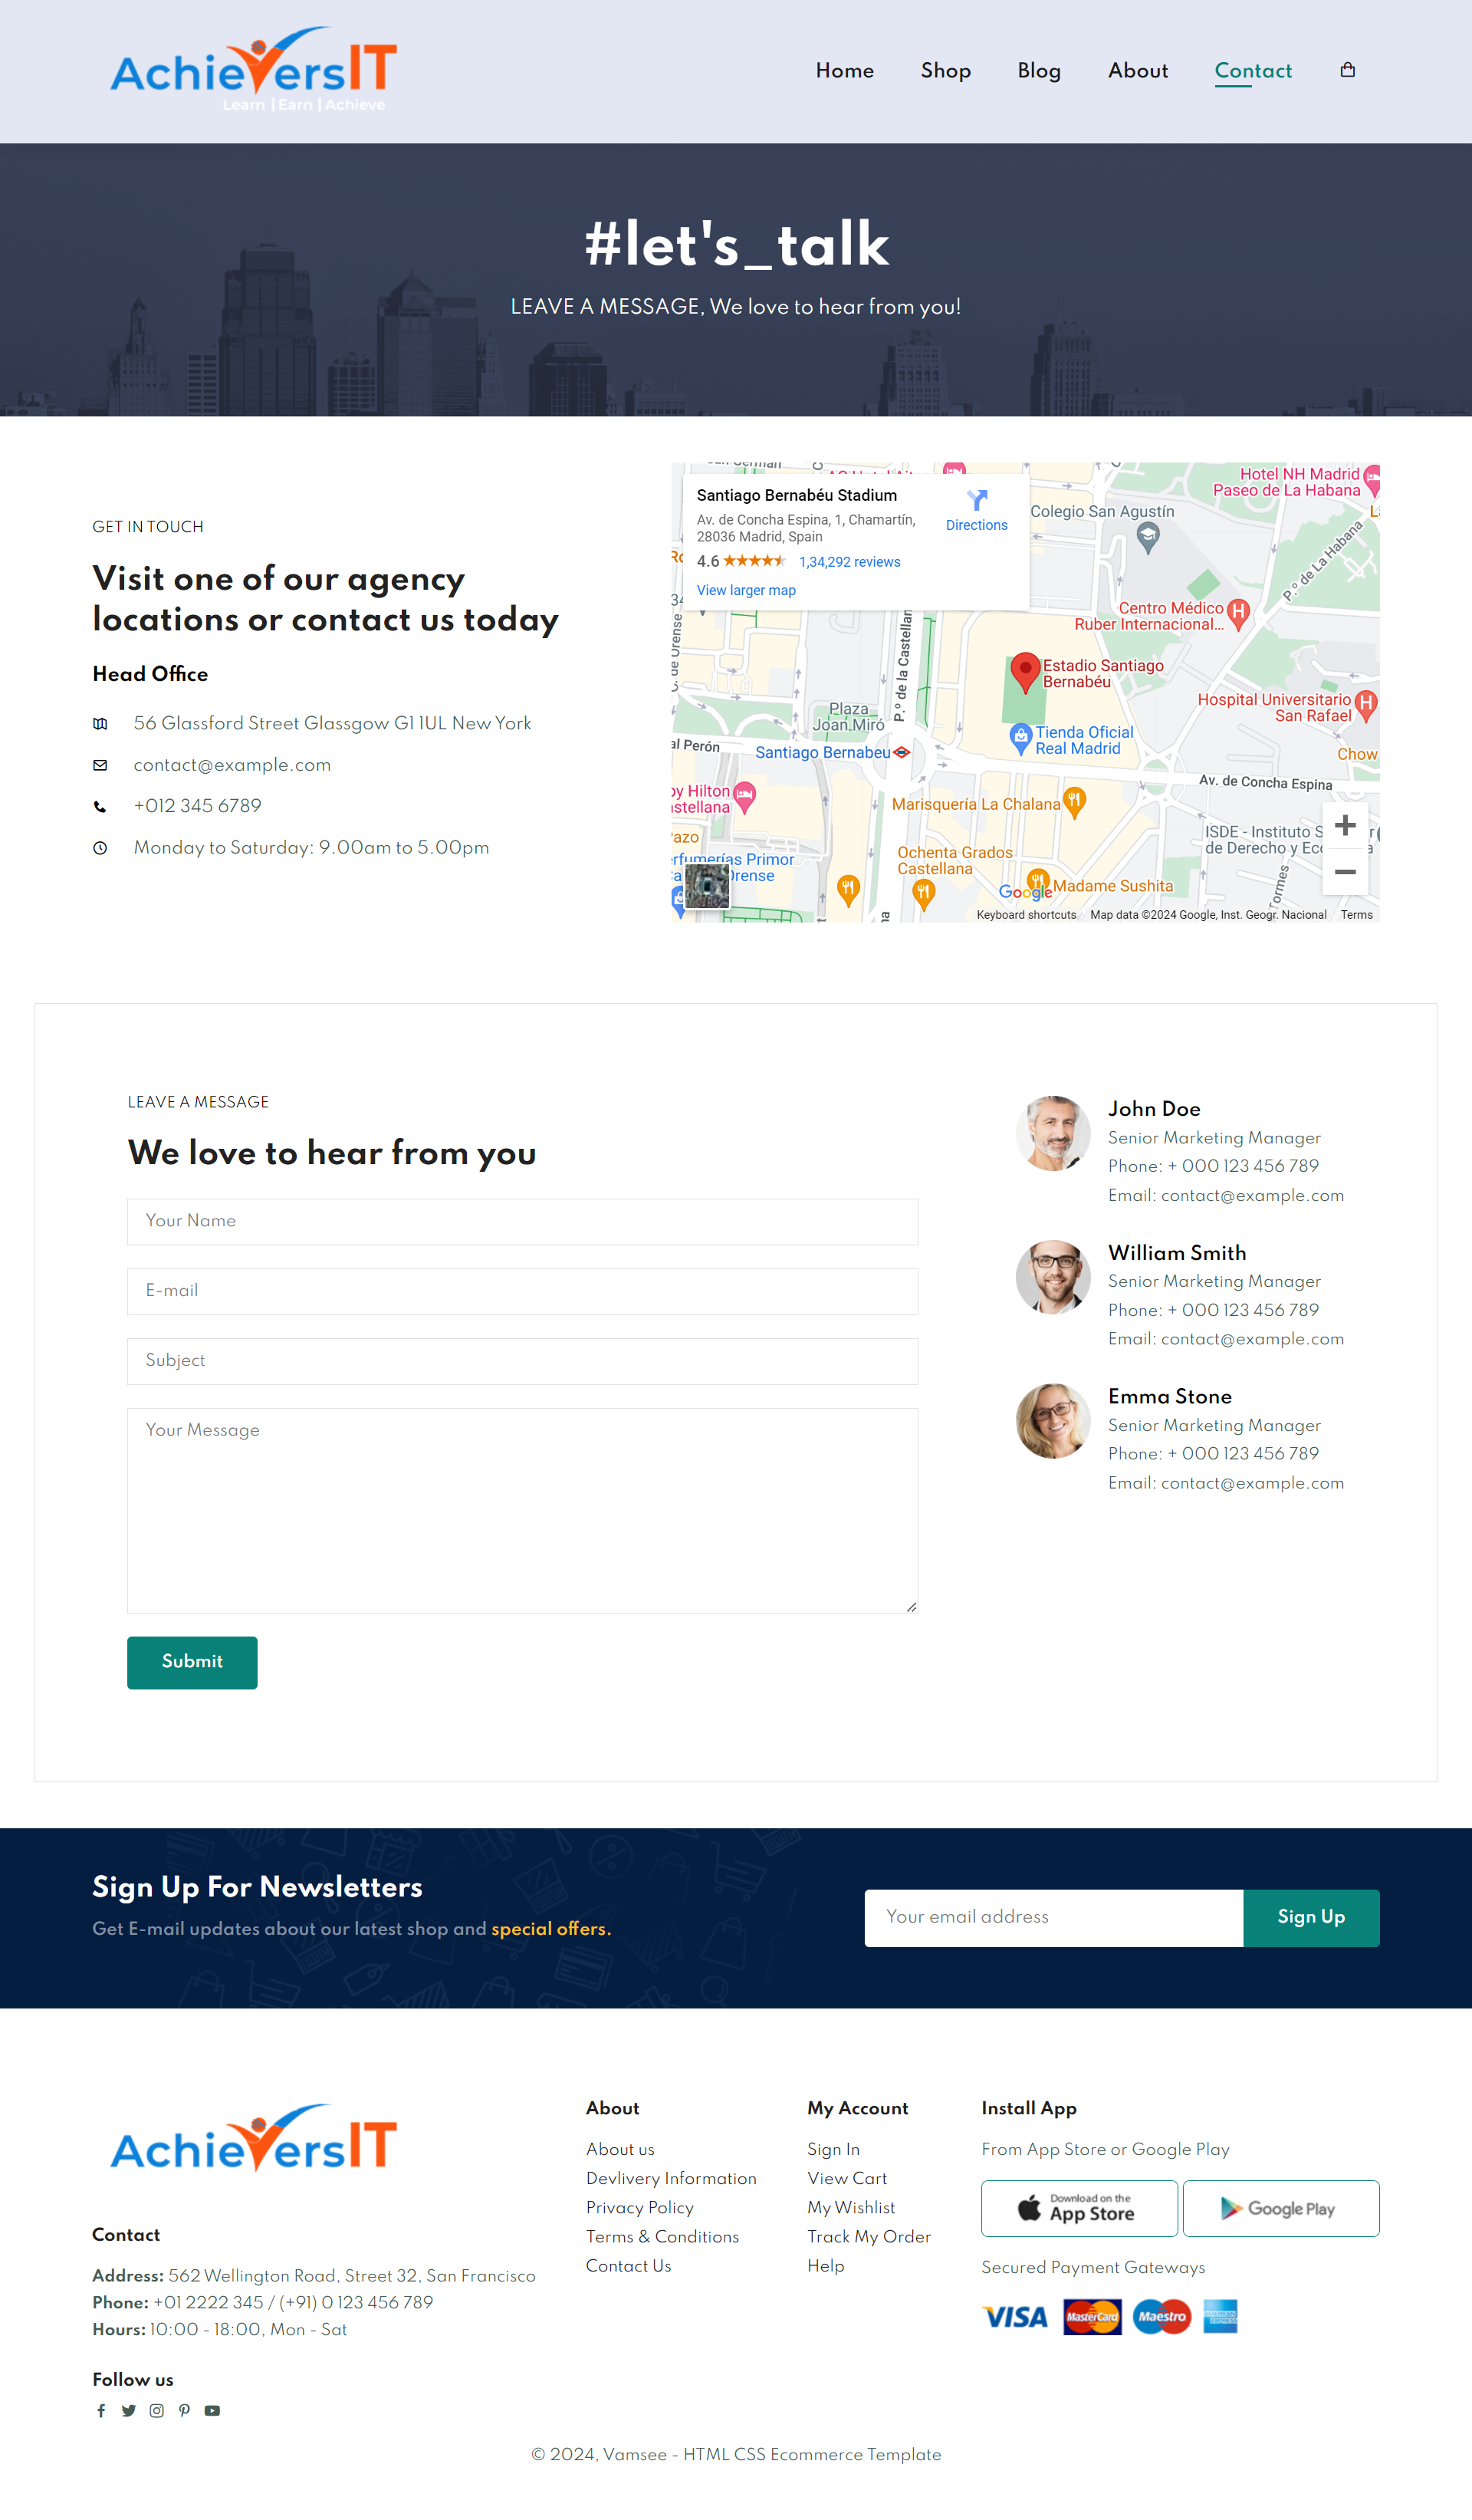 AchieversIT
Learn | Earn | Achieve
Home
Shop
Blog
About
Contact
#let's_talk
LEAVE A MESSAGE, We love to hear from you!
GET IN TOUCH
Visit one of our agency
locations or contact us today
Head Office
56 Glassford Street Glassgow G1 1UL New York
contact@example.com
+012 345 6789
Monday to Saturday: 9.00am to 5.00pm
Santiago Bernabéu Stadium
Av. de Concha Espina, 1, Chamartín,
28036 Madrid, Spain
4.6
1,34,292 reviews
View larger map
Directions
Hotel NH Madrid
Paseo de La Habana
Colegio San Agustín
P.º de La Habana
Centro Médico
Ruber Internacional...
Estadio Santiago
Bernabéu
Hospital Universitario
San Rafael
P.º de la Castellan
Plaza
Joan Miró
Tienda Oficial
Real Madrid
al Perón
Santiago Bernabeu
Chow
Av. de Concha Espina
by Hilton
astellana
Marisquería La Chalana
ISDE - Instituto S
de Derecho y Ec
azo
Ochenta Grados
Castellana
erfumerías Primor
Orense
Google
Madame Sushita
Tormes
+
−
Keyboard shortcuts
Map data ©2024 Google, Inst. Geogr. Nacional
Terms
LEAVE A MESSAGE
We love to hear from you
Your Name
E-mail
Subject
Your Message
Submit
John Doe
Senior Marketing Manager
Phone: + 000 123 456 789
Email: contact@example.com
William Smith
Senior Marketing Manager
Phone: + 000 123 456 789
Email: contact@example.com
Emma Stone
Senior Marketing Manager
Phone: + 000 123 456 789
Email: contact@example.com
Sign Up For Newsletters
Get E-mail updates about our latest shop and special offers.
Your email address
Sign Up
AchieversIT
Contact
Address: 562 Wellington Road, Street 32, San Francisco
Phone: +01 2222 345 / (+91) 0 123 456 789
Hours: 10:00 - 18:00, Mon - Sat
Follow us
About
About us
Devlivery Information
Privacy Policy
Terms & Conditions
Contact Us
My Account
Sign In
View Cart
My Wishlist
Track My Order
Help
Install App
From App Store or Google Play
Download on the
App Store
Google Play
Secured Payment Gateways
VISA
MasterCard
Maestro
AMERICAN EXPRESS
© 2024, Vamsee - HTML CSS Ecommerce Template